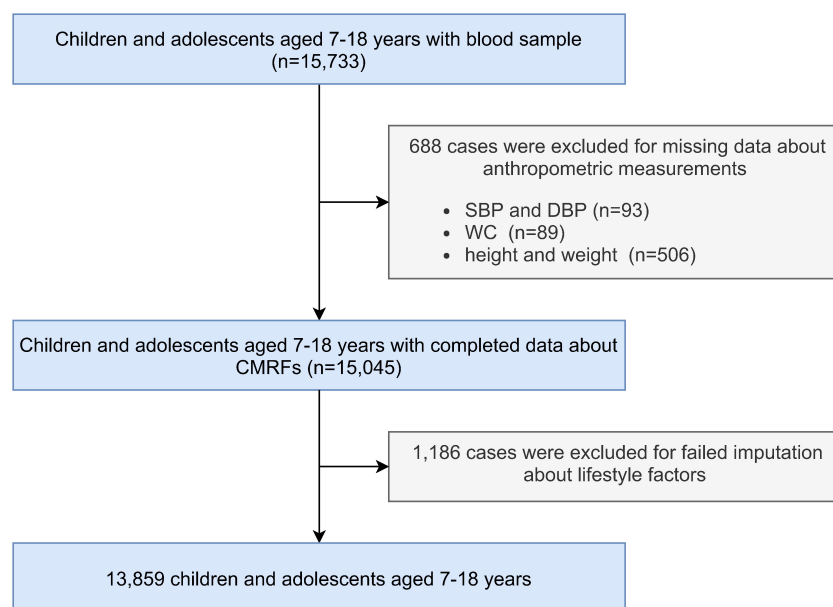 Children and adolescents aged 7-18 years with blood sample
(n=15,733)
688 cases were excluded for missing data about
anthropometric measurements
• SBP and DBP (n=93)
• WC  (n=89)
• height and weight  (n=506)
Children and adolescents aged 7-18 years with completed data about
CMRFs (n=15,045)
1,186 cases were excluded for failed imputation
about lifestyle factors
13,859 children and adolescents aged 7-18 years